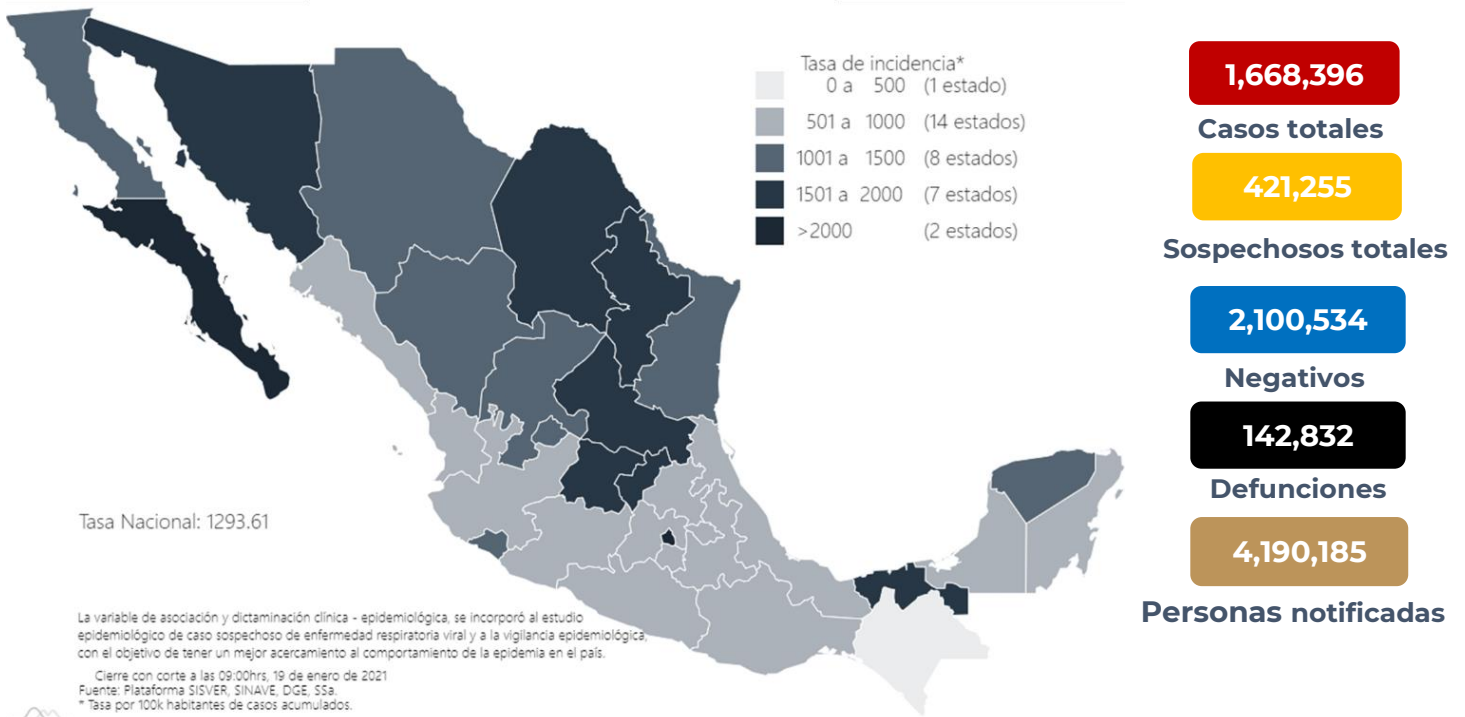 Tasa de incidencia*
0 a 500 (1 estado)
501 a 1000 (14 estados)
1001 a 1500 (8 estados)
1501 a 2000 (7 estados)
>2000 (2 estados)
1,668,396
Casos totales
421,255
Sospechosos totales
2,100,534
Negativos
142,832
Defunciones
4,190,185
Personas notificadas
Tasa Nacional: 1293.61
La variable de asociación y dictaminación clínica - epidemiológica, se incorporó al estudio
epidemiológico de caso sospechoso de enfermedad respiratoria viral y a la vigilancia epidemiológica,
con el objetivo de tener un mejor acercamiento al comportamiento de la epidemia en el país.
Cierre con corte a las 09:00hrs, 19 de enero de 2021
Fuente: Plataforma SISVER, SINAVE, DGE, SSa.
* Tasa por 100k habitantes de casos acumulados.